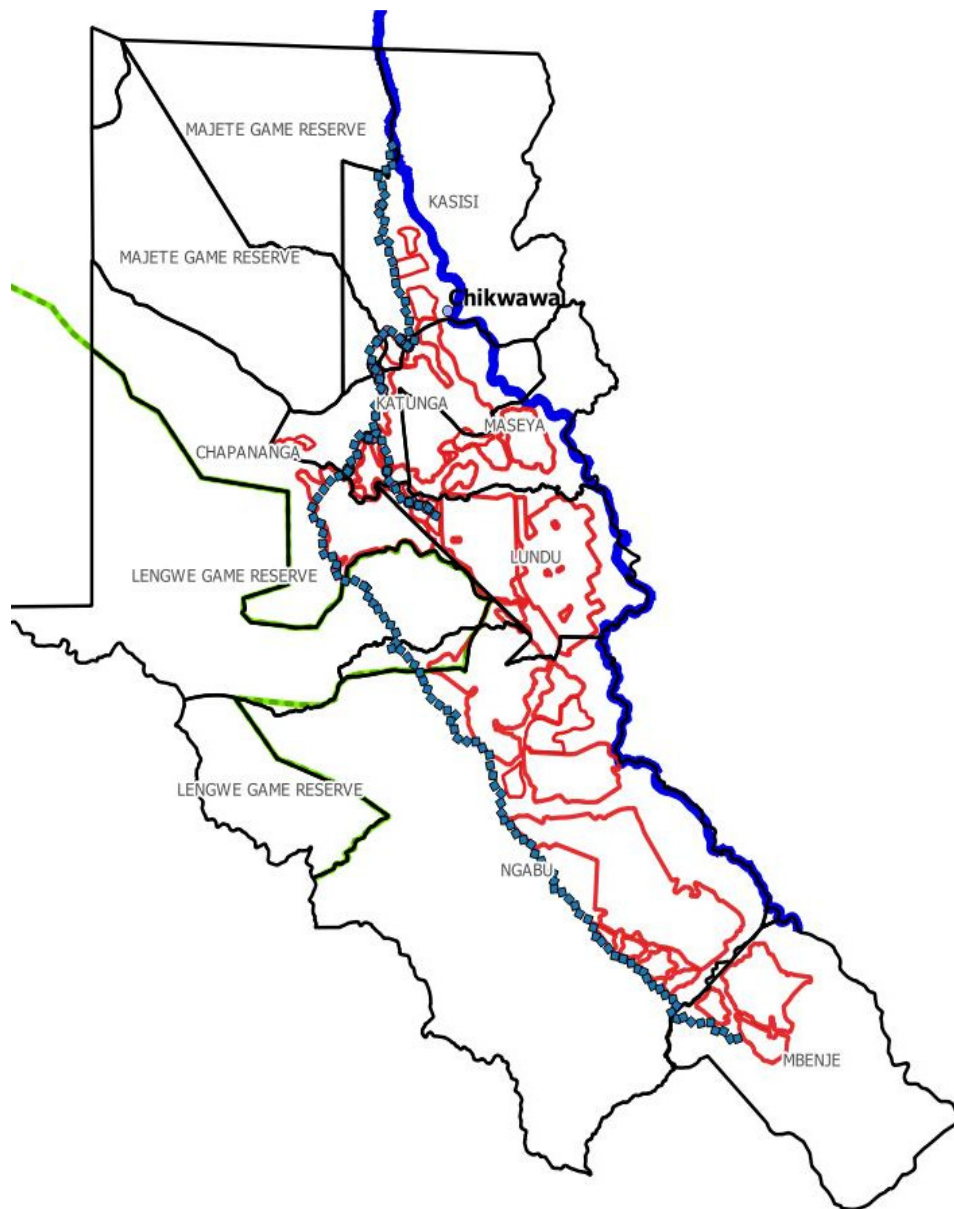 MAJETE GAME RESERVE
KASISI
MAJETE GAME RESERVE
Chikwawa
KATUNGA
MASEYA
CHAPANANGA
LUNDU
LENGWE GAME RESERVE
LENGWE GAME RESERVE
NGABU
MBENJE